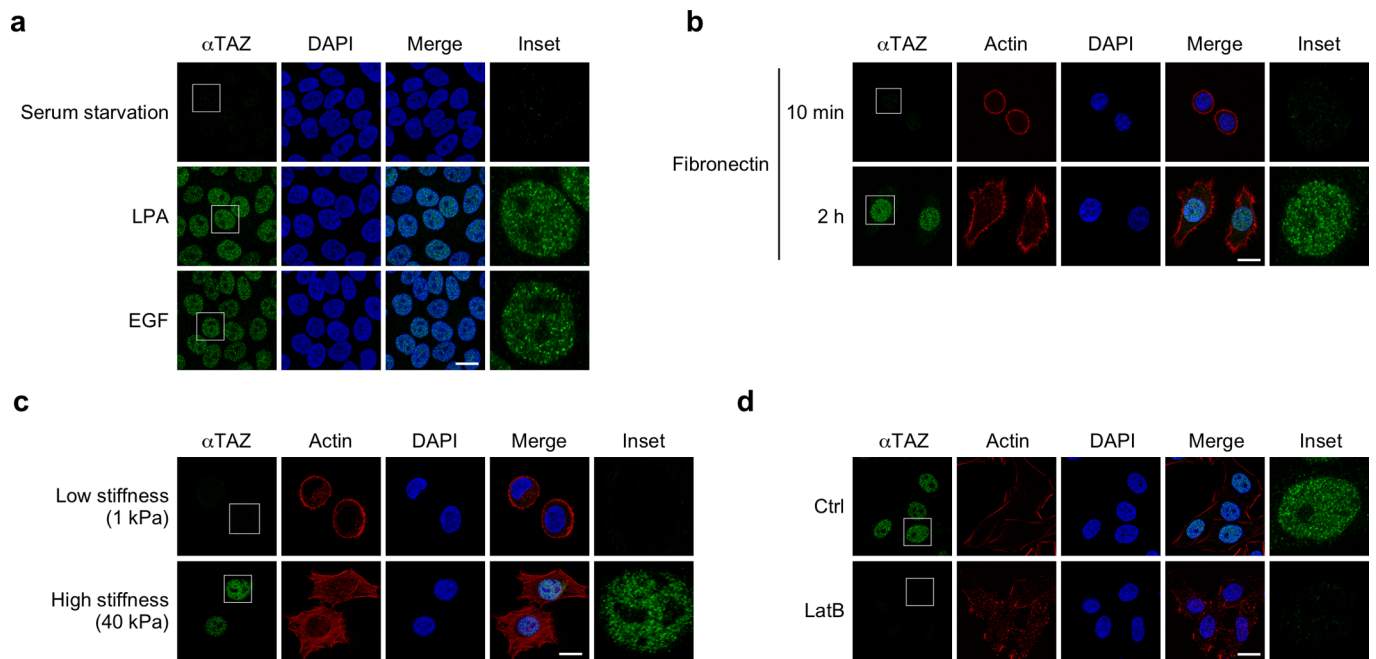 a
αTAZ DAPI Merge Inset
Serum starvation
LPA
EGF
b
αTAZ Actin DAPI Merge Inset
Fibronectin
10 min
2 h
c
αTAZ Actin DAPI Merge Inset
Low stiffness
(1 kPa)
High stiffness
(40 kPa)
d
αTAZ Actin DAPI Merge Inset
Ctrl
LatB